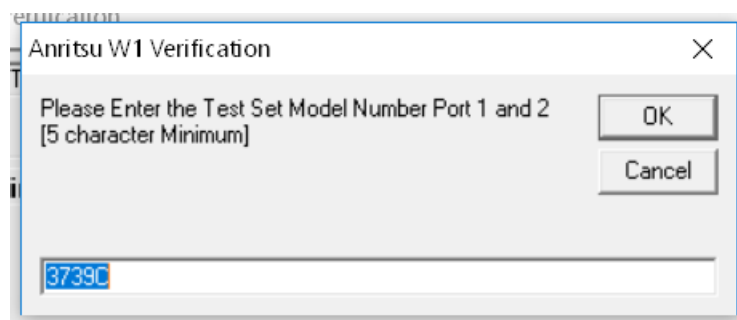 Anritsu W1 Verification
Please Enter the Test Set Model Number Port 1 and 2
[5 character Minimum]
OK
Cancel
3739C